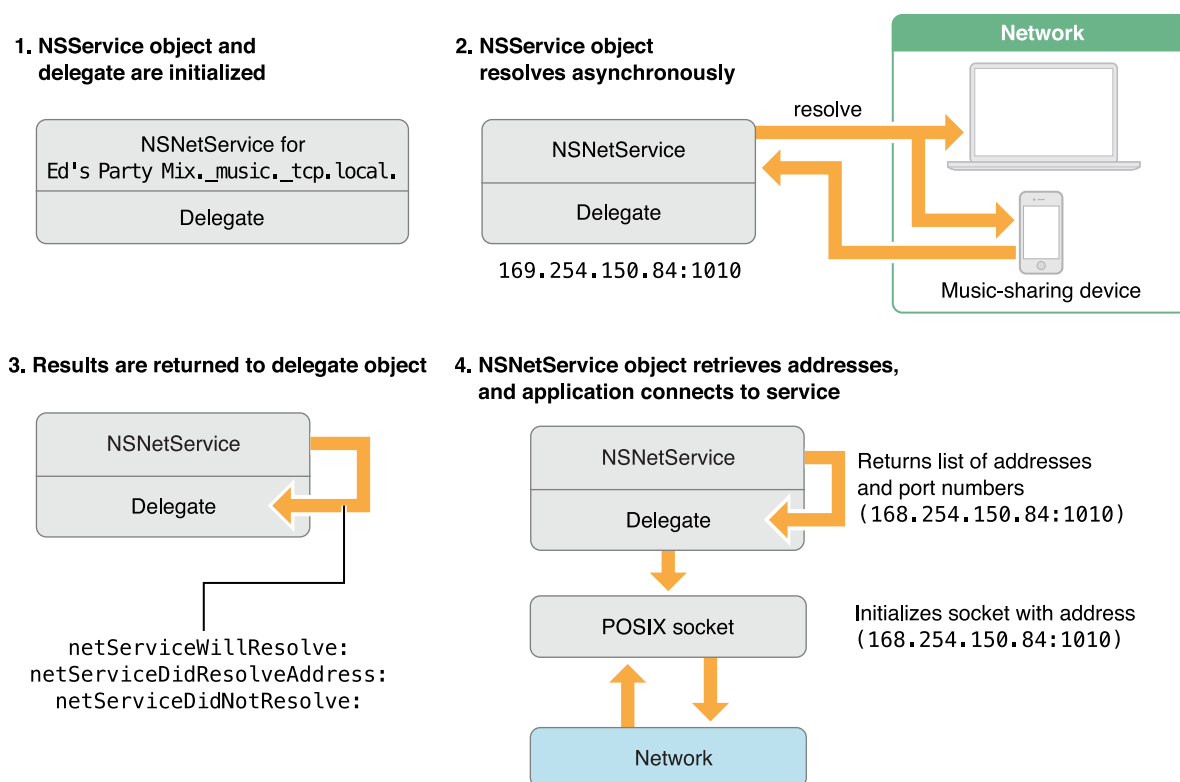 1. NSService object and
delegate are initialized
NSNetService for
Ed's Party Mix._music._tcp.local.
Delegate
2. NSService object
resolves asynchronously
NSNetService
Delegate
169.254.150.84:1010
resolve
Network
Music-sharing device
3. Results are returned to delegate object
NSNetService
Delegate
netServiceWillResolve:
netServiceDidResolveAddress:
netServiceDidNotResolve:
4. NSNetService object retrieves addresses,
and application connects to service
NSNetService
Delegate
Returns list of addresses
and port numbers
(168.254.150.84:1010)
POSIX socket
Initializes socket with address
(168.254.150.84:1010)
Network